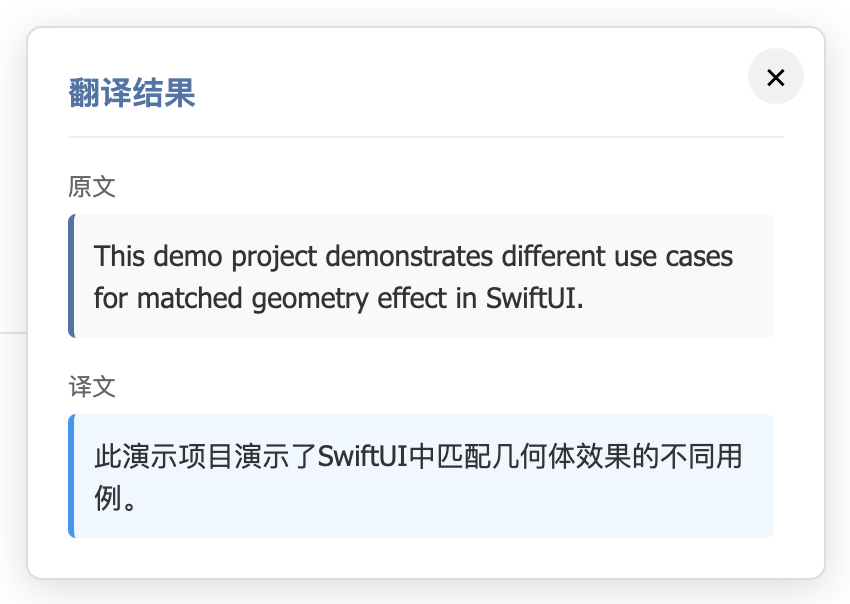 翻译结果
原文
This demo project demonstrates different use cases
for matched geometry effect in SwiftUI.
译文
此演示项目演示了SwiftUI中匹配几何体效果的不同用
例。